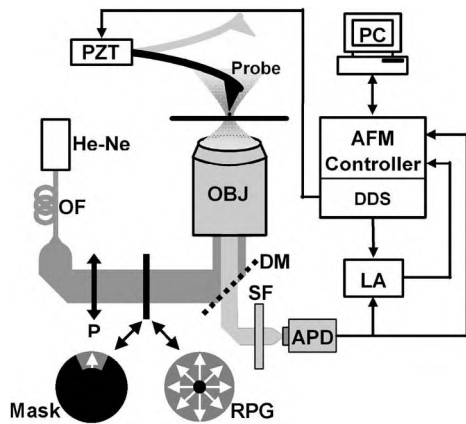 PZT
Probe
PC
He-Ne
AFM
Controller
OBJ
OF
DDS
DM
LA
SF
P
APD
Mask
RPG